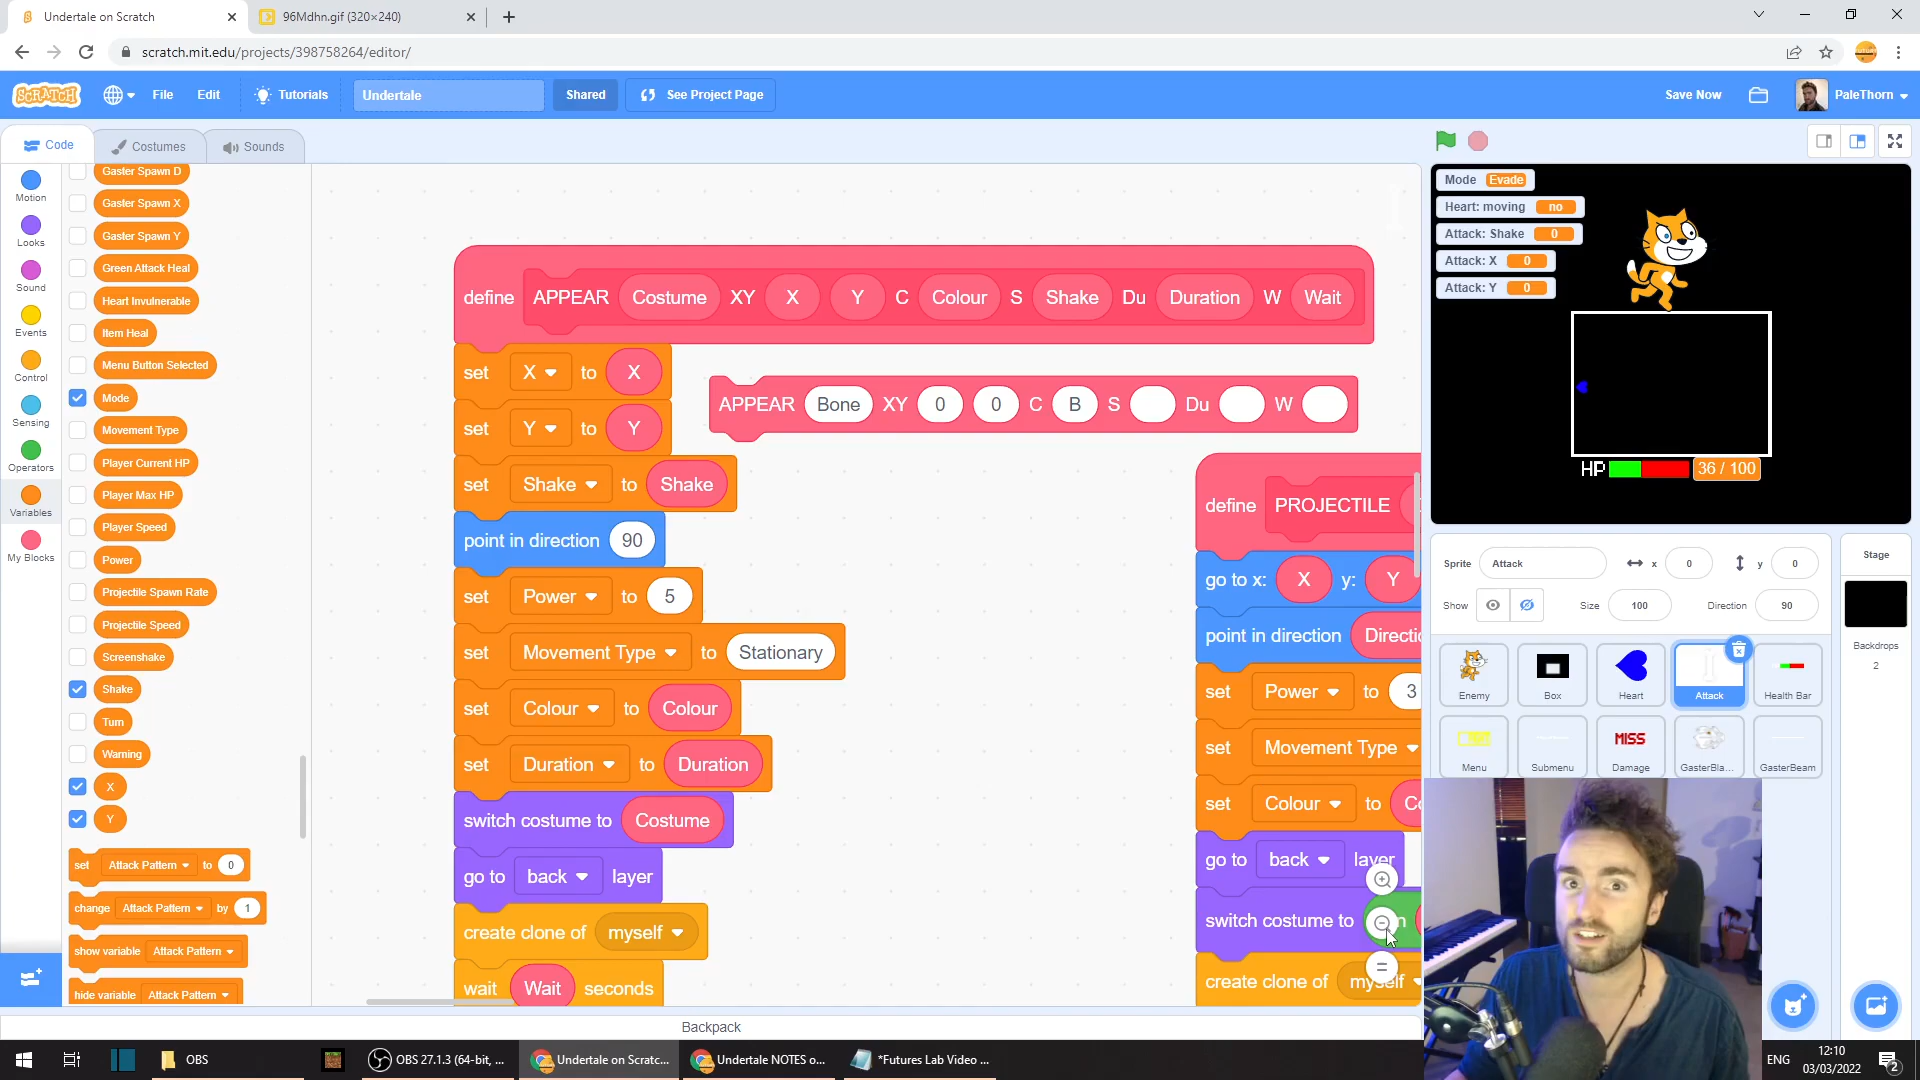 Undertale on Scratch
96Mdhn.gif (320×240)
scratch.mit.edu/projects/398758264/editor/
SCRATCH
File
Edit
Tutorials
Undertale
Shared
See Project Page
Save Now
PaleThorn
Code
Costumes
Sounds
Motion
Looks
Sound
Events
Control
Sensing
Operators
Variables
My Blocks
Gaster Spawn D
Gaster Spawn X
Gaster Spawn Y
Green Attack Heal
Heart Invulnerable
Item Heal
Menu Button Selected
Mode
Movement Type
Player Current HP
Player Max HP
Player Speed
Power
Projectile Spawn Rate
Projectile Speed
Screenshake
Shake
Turn
Warning
X
Y
set Attack Pattern to 0
change Attack Pattern by 1
show variable Attack Pattern
hide variable Attack Pattern
define APPEAR Costume XY X Y C Colour S Shake Du Duration W Wait
set X to X
set Y to Y
set Shake to Shake
point in direction 90
set Power to 5
set Movement Type to Stationary
set Colour to Colour
set Duration to Duration
switch costume to Costume
go to back layer
create clone of myself
wait Wait seconds
APPEAR Bone XY 0 0 C B S Du W
define PROJECTILE
go to x: X y: Y
point in direction
set Power to 3
set Movement Type
set Colour to
go to back layer
switch costume to
create clone of myself
Backpack
Mode Evade
Heart: moving no
Attack: Shake 0
Attack: X 0
Attack: Y 0
HP 36 / 100
Sprite Attack x 0 y 0
Show Size 100 Direction 90
Enemy
Box
Heart
Attack
Health Bar
Menu
Submenu
MISS
Damage
GasterBla...
GasterBeam
Stage
Backdrops
2
OBS
OBS 27.1.3 (64-bit, ...
Undertale on Scratc...
Undertale NOTES o...
*Futures Lab Video ...
ENG
12:10
03/03/2022
2